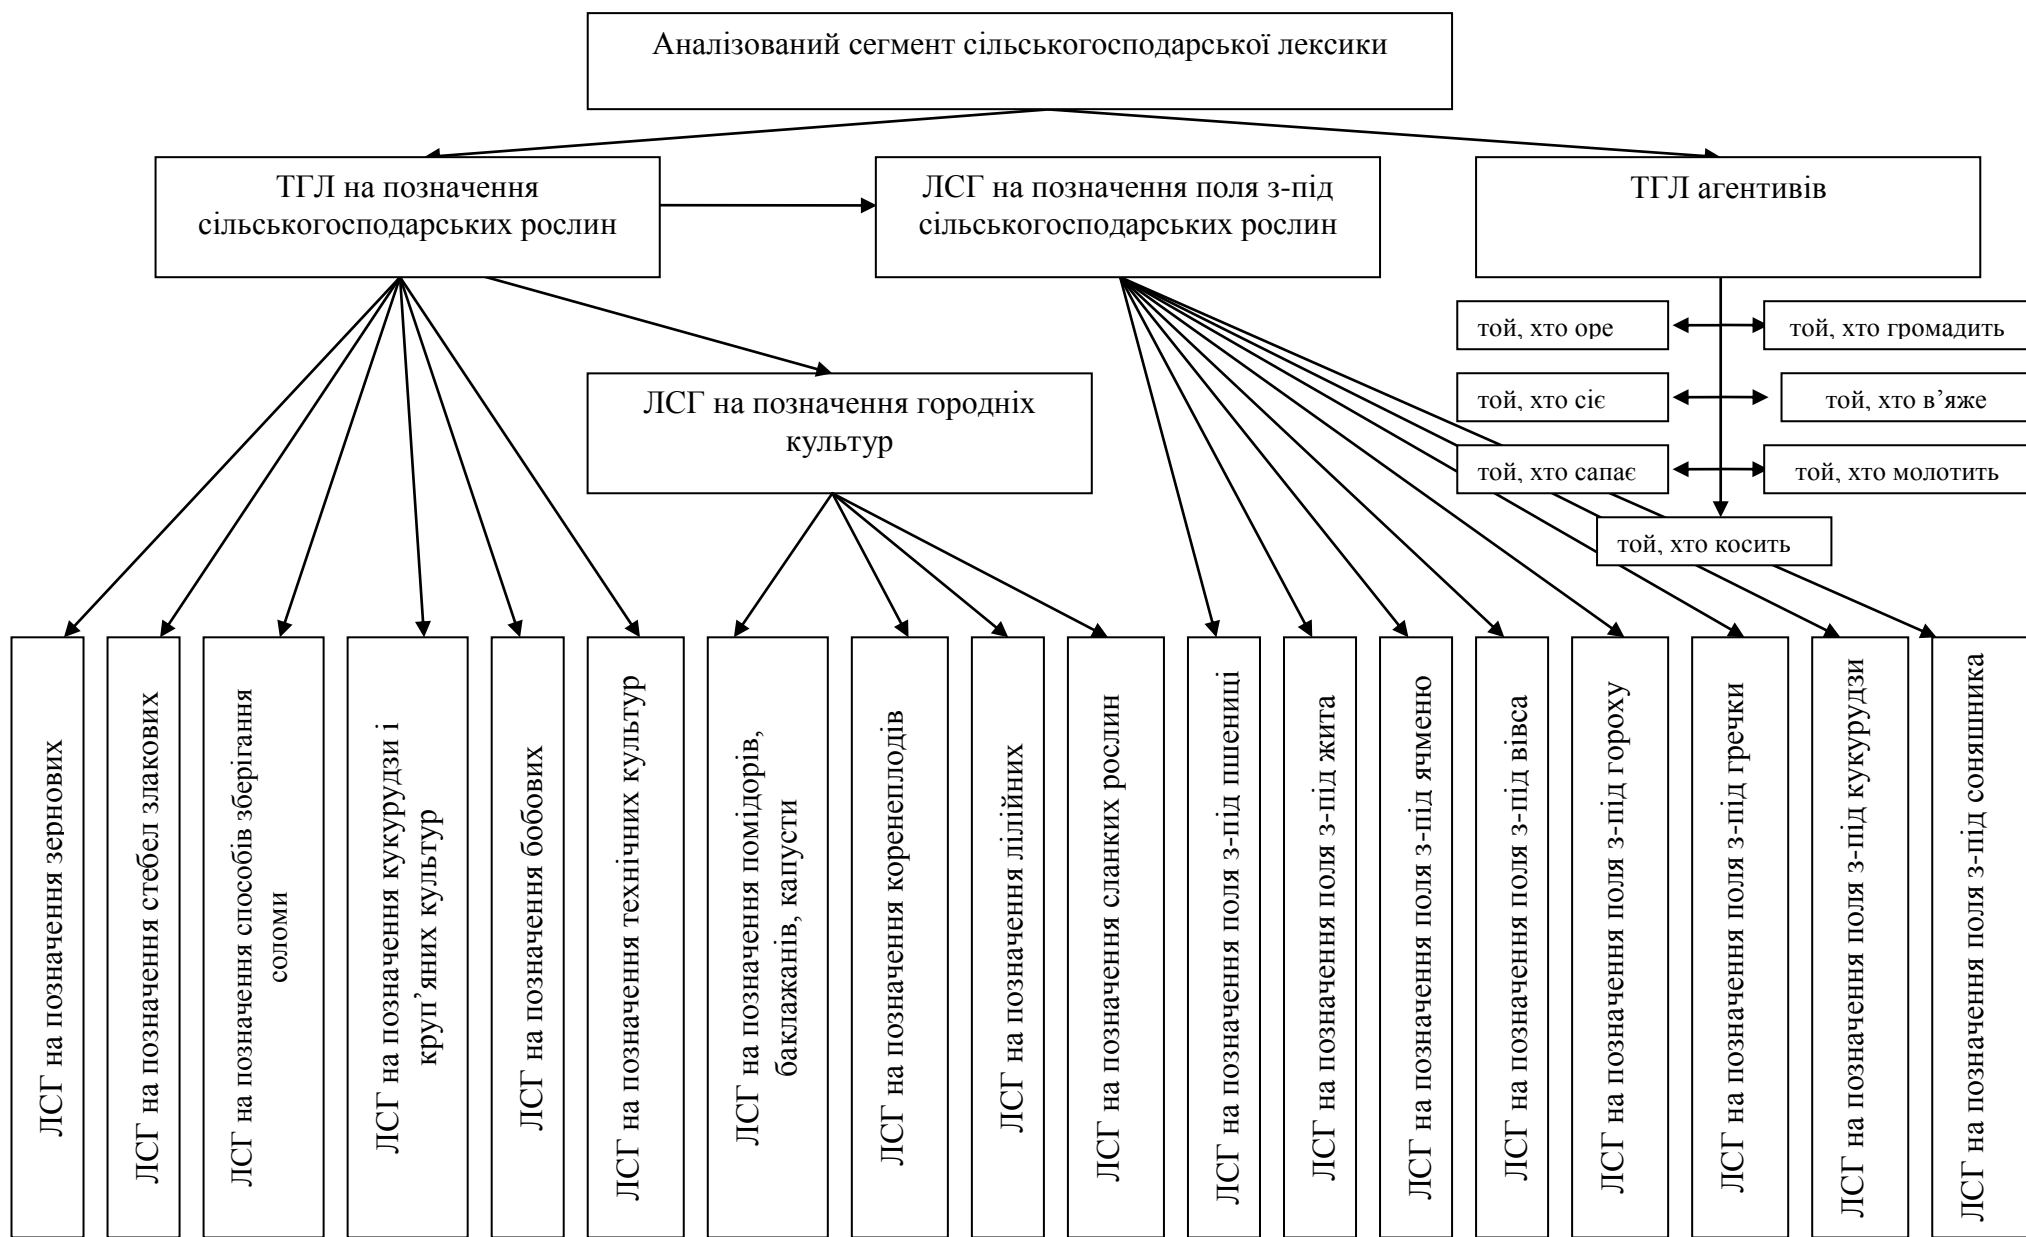 Аналізований сегмент сільськогосподарської лексики
ТГЛ на позначення
сільськогосподарських рослин
ЛСГ на позначення поля з-під
сільськогосподарських рослин
ТГЛ агентивів
той, хто оре
той, хто громадить
той, хто сіє
той, хто в’яже
той, хто сапає
той, хто молотить
той, хто косить
ЛСГ на позначення городніх
культур
ЛСГ на позначення зернових
ЛСГ на позначення стебел злакових
ЛСГ на позначення способів зберігання
соломи
ЛСГ на позначення кукурудзи і
круп’яних культур
ЛСГ на позначення бобових
ЛСГ на позначення технічних культур
ЛСГ на позначення помідорів,
баклажанів, капусти
ЛСГ на позначення коренеплодів
ЛСГ на позначення лілійних
ЛСГ на позначення сланких рослин
ЛСГ на позначення поля з-під пшениці
ЛСГ на позначення поля з-під жита
ЛСГ на позначення поля з-під ячменю
ЛСГ на позначення поля з-під вівса
ЛСГ на позначення поля з-під гороху
ЛСГ на позначення поля з-під гречки
ЛСГ на позначення поля з-під кукурудзи
ЛСГ на позначення поля з-під соняшника